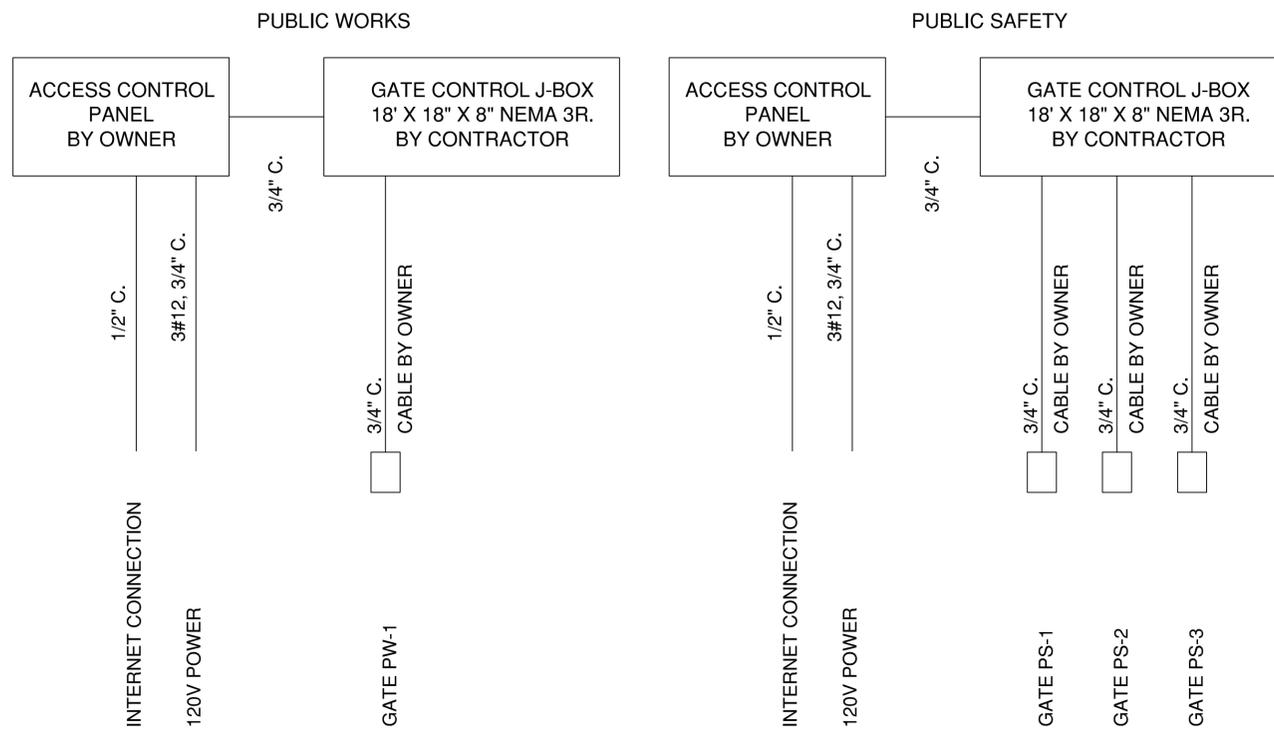 PUBLIC WORKS
ACCESS CONTROL
PANEL
BY OWNER
GATE CONTROL J-BOX
18' X 18" X 8" NEMA 3R.
BY CONTRACTOR
3/4" C.
1/2" C.
3#12, 3/4" C.
3/4" C.
CABLE BY OWNER
INTERNET CONNECTION
120V POWER
GATE PW-1
PUBLIC SAFETY
ACCESS CONTROL
PANEL
BY OWNER
GATE CONTROL J-BOX
18' X 18" X 8" NEMA 3R.
BY CONTRACTOR
3/4" C.
1/2" C.
3#12, 3/4" C.
3/4" C.
CABLE BY OWNER
3/4" C.
CABLE BY OWNER
3/4" C.
CABLE BY OWNER
INTERNET CONNECTION
120V POWER
GATE PS-1
GATE PS-2
GATE PS-3